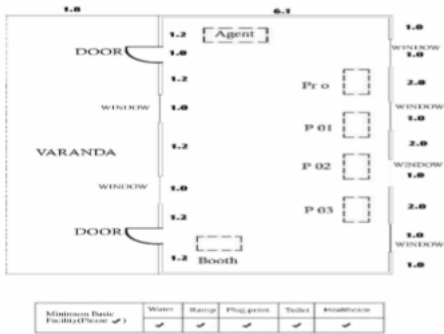 1.8 6.1
1.2 Agent 1.0
DOOR WINDOW
1.0 1.0
1.2 Pr o 2.0
WINDOW 1.0 WINDOW
P 01 1.0
VARANDA 1.2 2.0
P 02 WINDOW
WINDOW 1.0 1.0
P 03 2.0
1.2
DOOR 1.0
WINDOW
1.2 Booth 1.0
Minimum Basic Water Ramp Plug point Toilet Healthcare
Facility(Please ✓) ✓ ✓ ✓ ✓ ✓